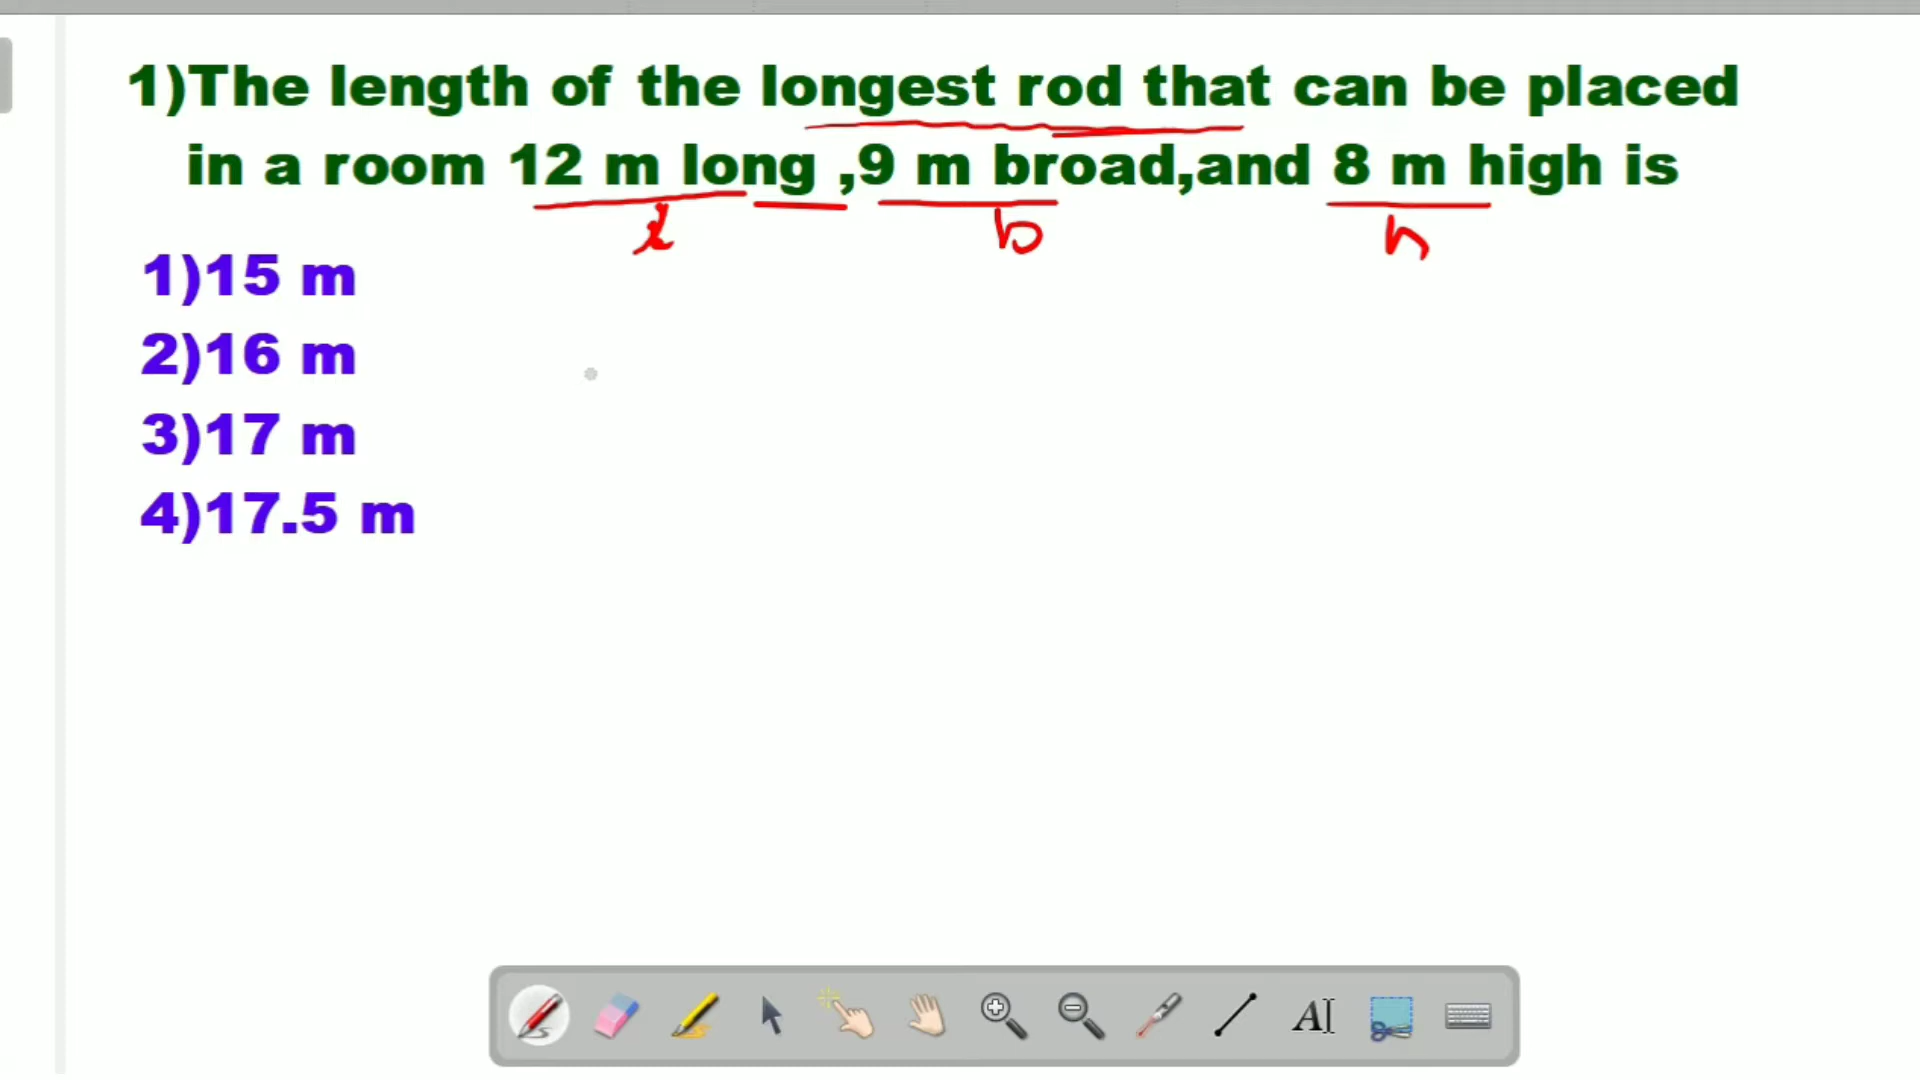 1)The length of the longest rod that can be placed
in a room 12 m long ,9 m broad,and 8 m high is
l b h
1)15 m
2)16 m
3)17 m
4)17.5 m
AI